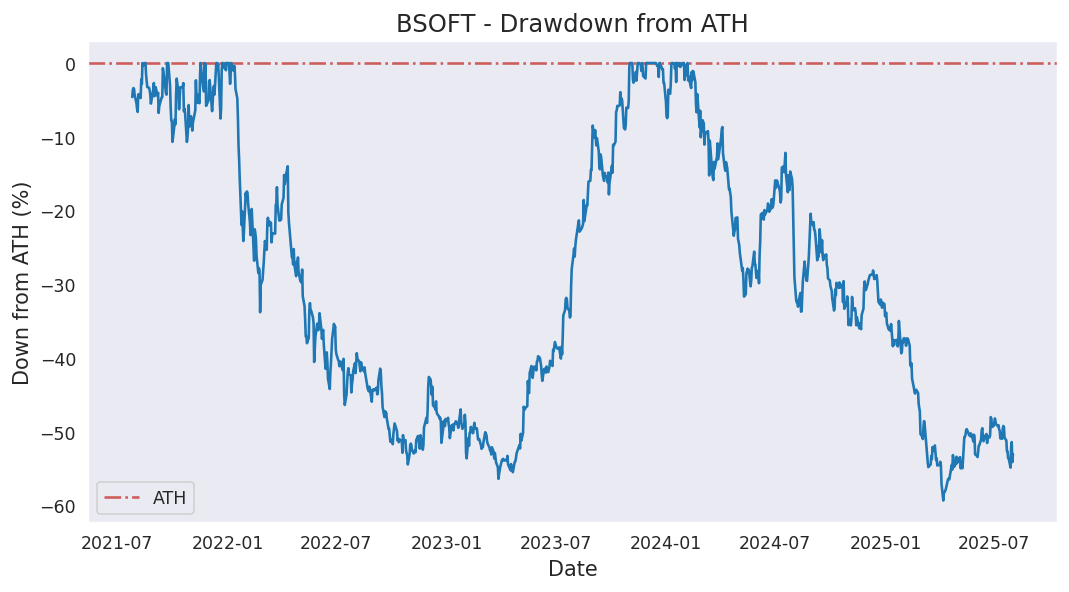 BSOFT - Drawdown from ATH
Down from ATH (%)
0
−10
−20
−30
−40
−50
−60
ATH
2021-07 2022-01 2022-07 2023-01 2023-07 2024-01 2024-07 2025-01 2025-07
Date